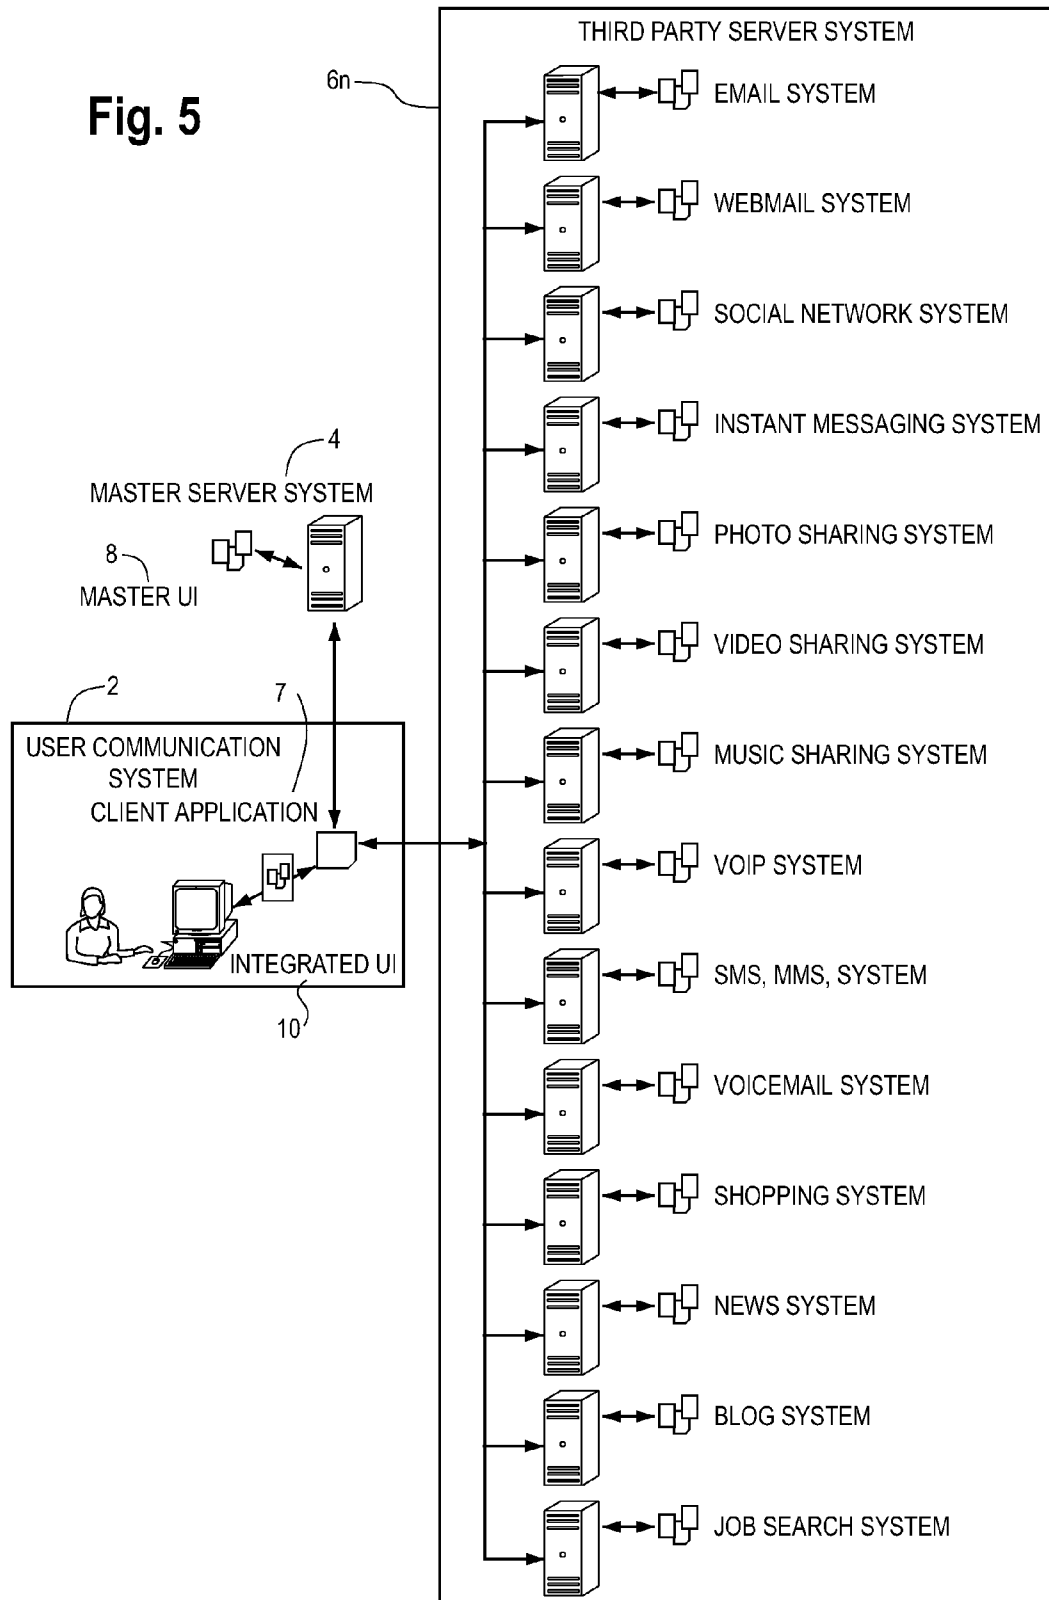 Fig. 5
THIRD PARTY SERVER SYSTEM
6n
EMAIL SYSTEM
WEBMAIL SYSTEM
SOCIAL NETWORK SYSTEM
INSTANT MESSAGING SYSTEM
PHOTO SHARING SYSTEM
VIDEO SHARING SYSTEM
MUSIC SHARING SYSTEM
VOIP SYSTEM
SMS, MMS, SYSTEM
VOICEMAIL SYSTEM
SHOPPING SYSTEM
NEWS SYSTEM
BLOG SYSTEM
JOB SEARCH SYSTEM
4
MASTER SERVER SYSTEM
8
MASTER UI
2
7
USER COMMUNICATION
SYSTEM
CLIENT APPLICATION
INTEGRATED UI
10